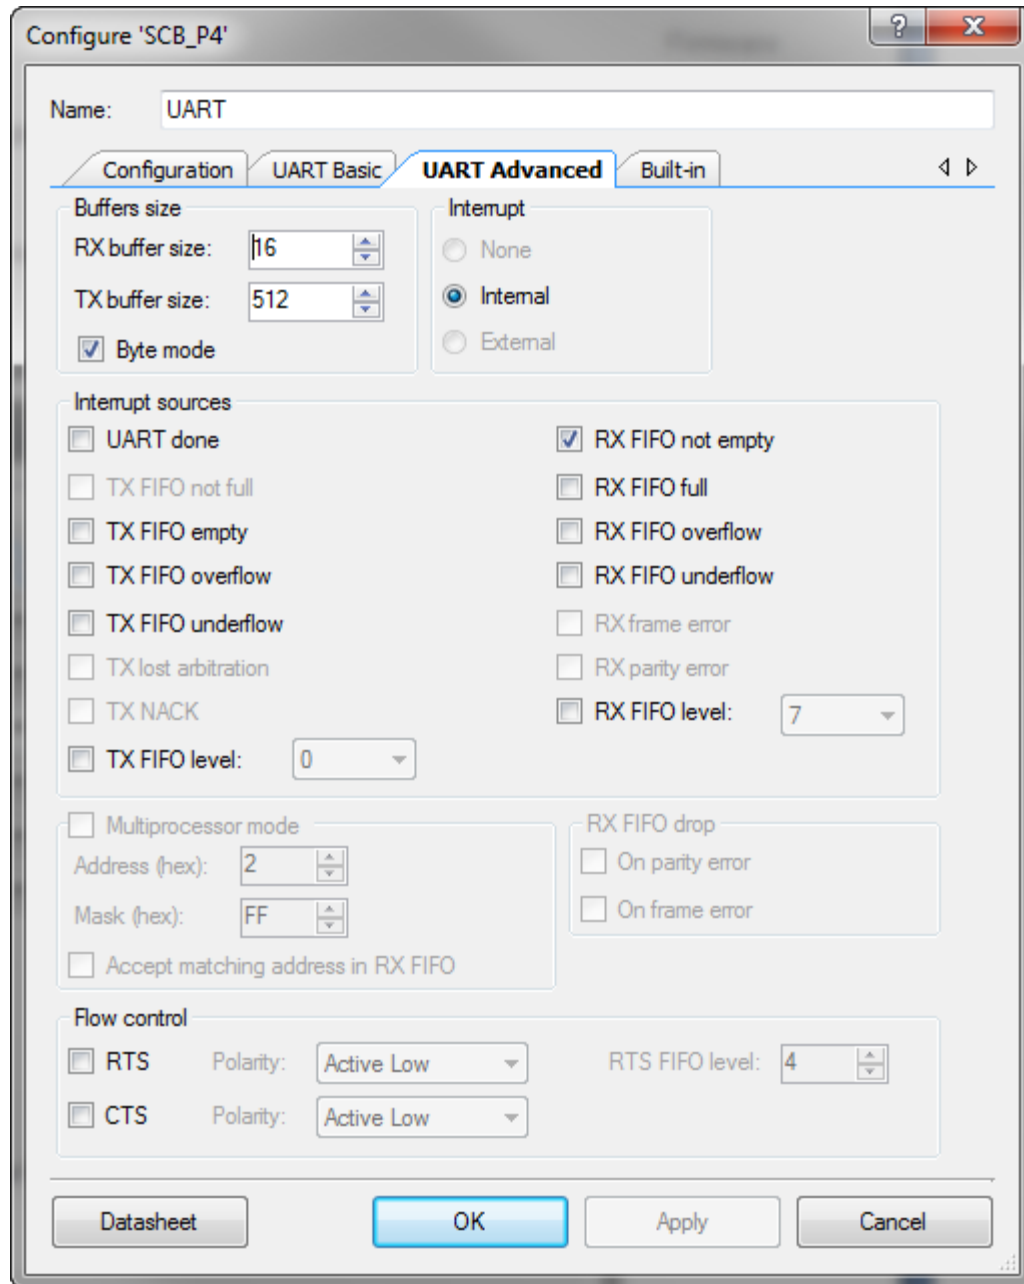 Configure 'SCB_P4'
?
X
Name: UART
Configuration UART Basic UART Advanced Built-in
Buffers size
RX buffer size: 16
TX buffer size: 512
Byte mode
Interrupt
None
Internal
External
Interrupt sources
UART done
TX FIFO not full
TX FIFO empty
TX FIFO overflow
TX FIFO underflow
TX lost arbitration
TX NACK
TX FIFO level: 0
RX FIFO not empty
RX FIFO full
RX FIFO overflow
RX FIFO underflow
RX frame error
RX parity error
RX FIFO level: 7
Multiprocessor mode
Address (hex): 2
Mask (hex): FF
Accept matching address in RX FIFO
RX FIFO drop
On parity error
On frame error
Flow control
RTS Polarity: Active Low RTS FIFO level: 4
CTS Polarity: Active Low
Datasheet OK Apply Cancel